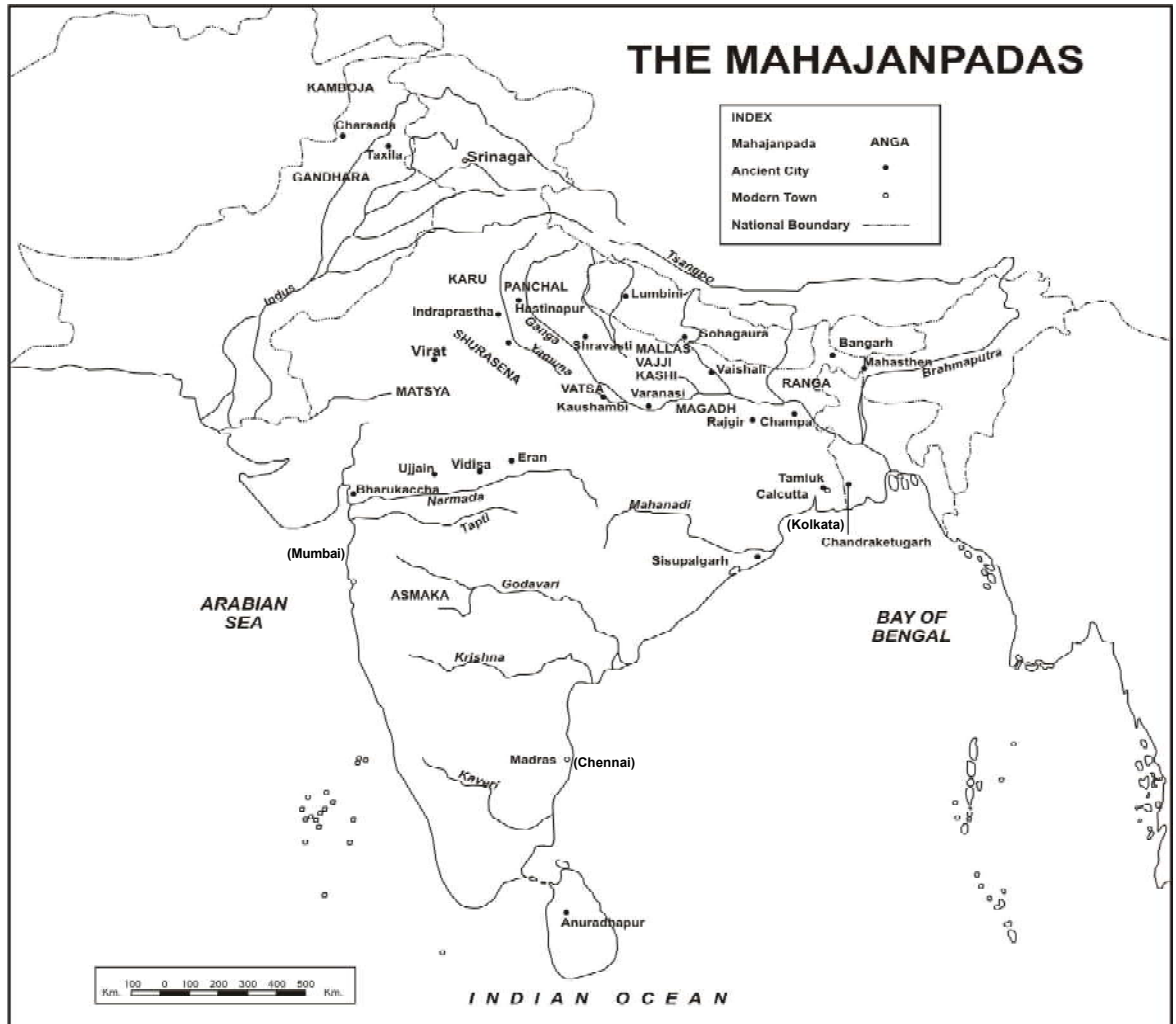 THE MAHAJANPADAS
INDEX
Mahajanpada ANGA
Ancient City
Modern Town
National Boundary
KAMBOJA
Charsada
Taxila
Srinagar
GANDHARA
Indus
Tsangpo
KARU
PANCHAL
Hastinapur
Lumbini
Indraprastha
Ganga
Yamuna
Shravasti
Sohagaura
Virat
SHURASENA
MALLAS
VAJJI
KASHI
Vaishali
Bangarh
Mahasthen
Brahmaputra
RANGA
MATSYA
VATSA
Kaushambi
Varanasi
MAGADH
Rajgir
Champa
Ujjain
Vidisa
Eran
Bharukaccha
Narmada
Tapti
Mahanadi
Tamluk
Calcutta
(Kolkata)
Chandraketugarh
(Mumbai)
Sisupalgarh
Godavari
ASMAKA
ARABIAN
SEA
BAY OF
BENGAL
Krishna
Madras (Chennai)
Kavuri
Anuradhapur
100 0 100 200 300 400 500
Km. Km.
INDIAN OCEAN